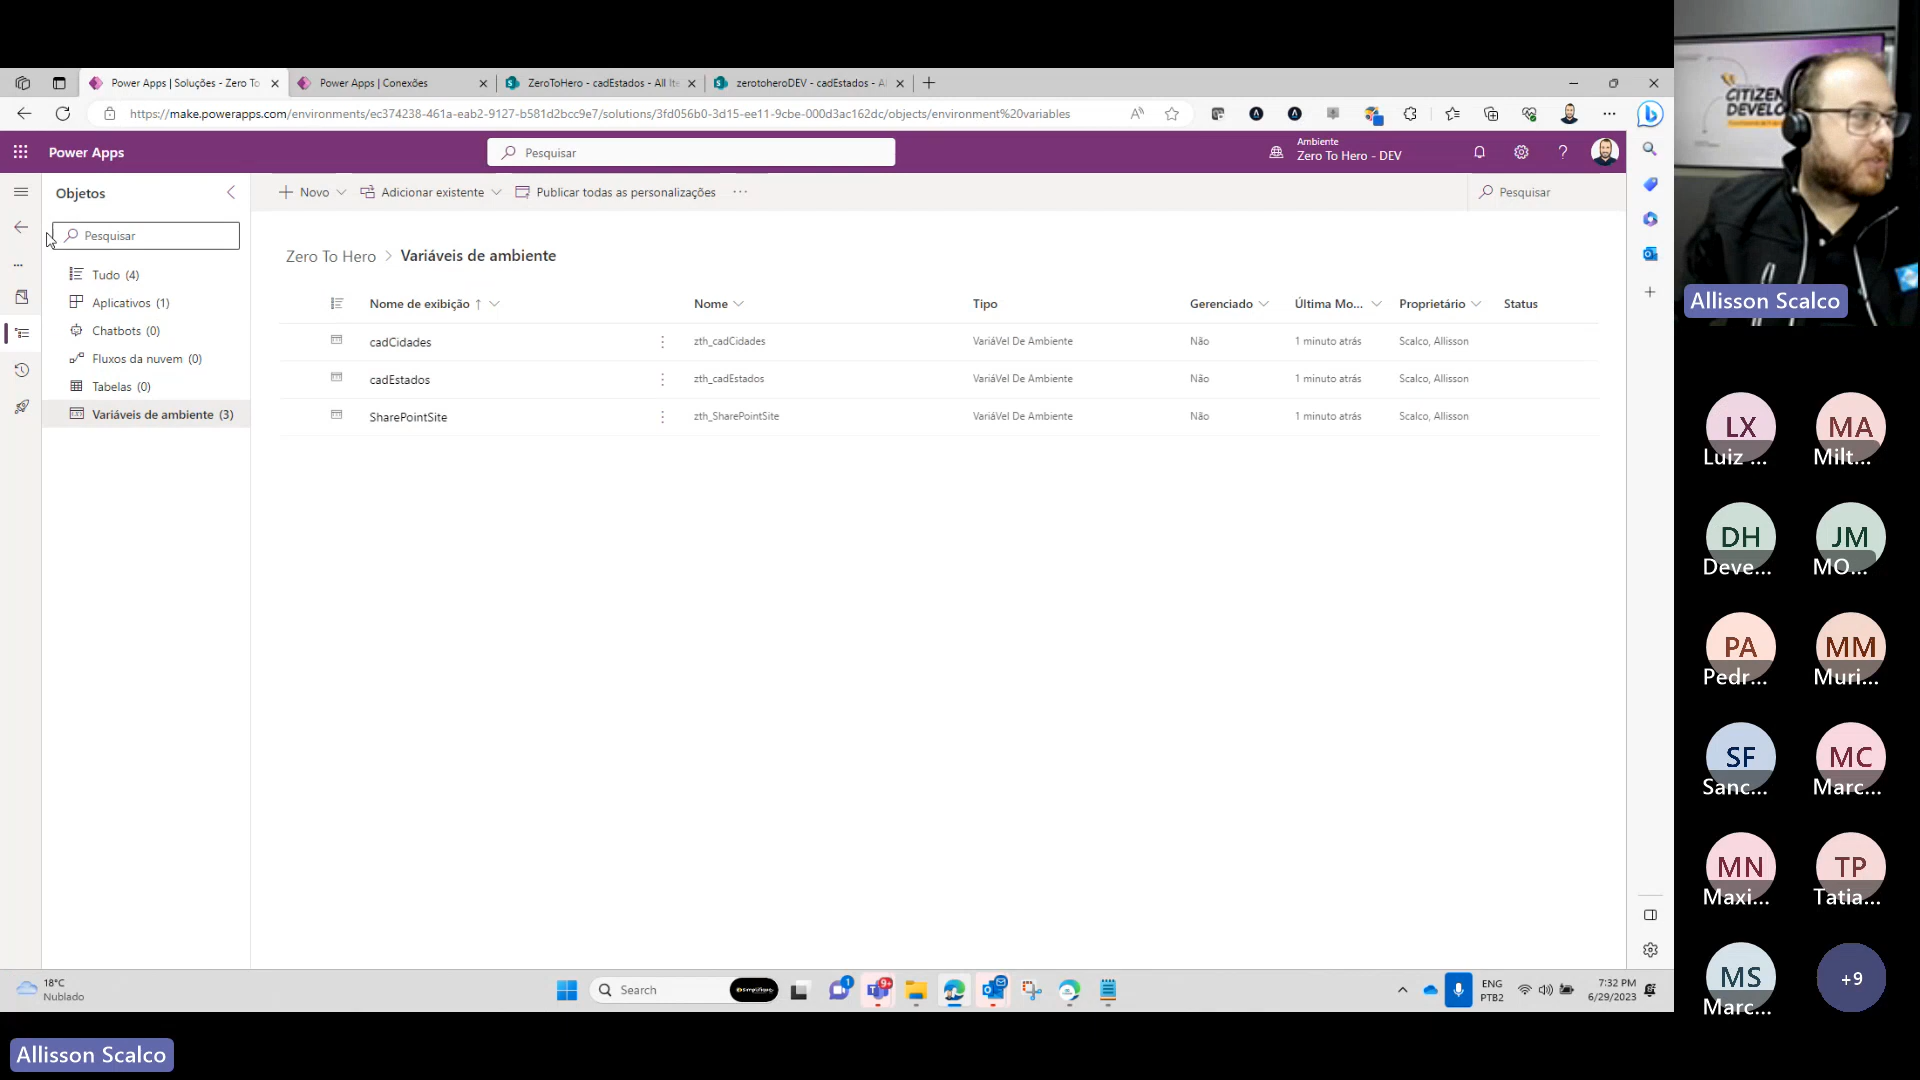 Power Apps | Soluções - Zero To
Power Apps | Conexões
ZeroToHero - cadEstados - All Ite
zerotoheroDEV - cadEstados - Al
https://make.powerapps.com/environments/ec374238-461a-eab2-9127-b581d2bcc9e7/solutions/3fd056b0-3d15-ee11-9cbe-000d3ac162dc/objects/environment%20variables
Power Apps
Pesquisar
Ambiente
Zero To Hero - DEV
Objetos
Novo
Adicionar existente
Publicar todas as personalizações
Pesquisar
Pesquisar
Tudo (4)
Aplicativos (1)
Chatbots (0)
Fluxos da nuvem (0)
Tabelas (0)
Variáveis de ambiente (3)
Zero To Hero > Variáveis de ambiente
Nome de exibição ↑ Nome Tipo Gerenciado Última Mo... Proprietário Status
cadCidades zth_cadCidades VariáVel De Ambiente Não 1 minuto atrás Scalco, Allisson
cadEstados zth_cadEstados VariáVel De Ambiente Não 1 minuto atrás Scalco, Allisson
SharePointSite zth_SharePointSite VariáVel De Ambiente Não 1 minuto atrás Scalco, Allisson
CITIZEN
Allisson Scalco
LX
Luiz ...
MA
Milt...
DH
Deve...
JM
MO...
PA
Pedr...
MM
Muri...
SF
Sanc...
MC
Marc...
MN
Maxi...
TP
Tatia...
MS
Marc...
+9
18°C
Nublado
Search
1
9+
ENG
PTB2
7:32 PM
6/29/2023
Allisson Scalco